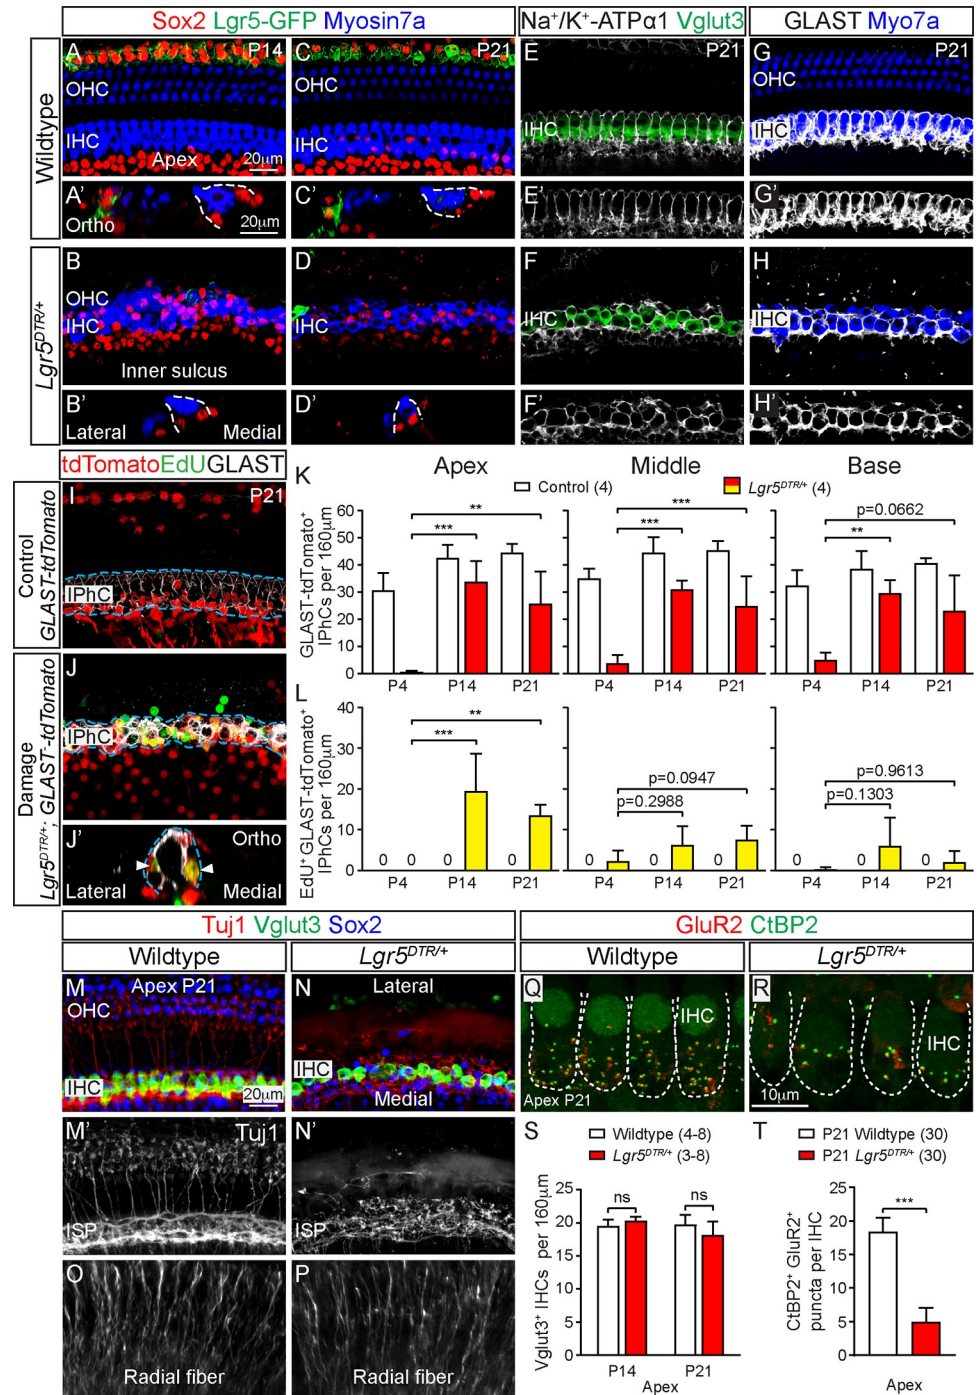 Sox2 Lgr5-GFP Myosin7a
Na⁺/K⁺-ATPα1 Vglut3
GLAST Myo7a
Wildtype
A
P14
OHC
IHC
Apex
20μm
C
P21
OHC
IHC
E
P21
IHC
G
P21
OHC
IHC
A'
Ortho
20μm
C'
E'
G'
Lgr5ᴰᵀᴿ/⁺
B
OHC
IHC
Inner sulcus
D
IHC
F
IHC
H
IHC
B'
Lateral
Medial
D'
F'
H'
tdTomatoEdUGLAST
Control
GLAST-tdTomato
I
P21
IPhC
Damage
Lgr5ᴰᵀᴿ/⁺; GLAST-tdTomato
J
IPhC
J'
Ortho
Lateral
Medial
K
Apex
Middle
Base
Control (4)
Lgr5ᴰᵀᴿ/⁺ (4)
GLAST-tdTomato⁺
IPhCs per 160μm
60
50
40
30
20
10
0
**
***
P4 P14 P21
***
***
P4 P14 P21
p=0.0662
**
P4 P14 P21
L
EdU⁺ GLAST-tdTomato⁺
IPhCs per 160μm
40
30
20
10
0
**
***
0 0 0 0
P4 P14 P21
p=0.0947
p=0.2988
0 0 0
P4 P14 P21
p=0.9613
p=0.1303
0 0 0
P4 P14 P21
Tuj1 Vglut3 Sox2
GluR2 CtBP2
Wildtype
Lgr5ᴰᵀᴿ/⁺
Wildtype
Lgr5ᴰᵀᴿ/⁺
M
Apex P21
OHC
IHC
20μm
N
Lateral
IHC
Medial
Q
IHC
Apex P21
R
IHC
10μm
M'
Tuj1
ISP
N'
ISP
O
Radial fiber
P
Radial fiber
S
Wildtype (4-8)
Lgr5ᴰᵀᴿ/⁺ (3-8)
Vglut3⁺ IHCs per 160μm
25
20
15
10
5
0
ns
ns
P14 P21
Apex
T
P21 Wildtype (30)
P21 Lgr5ᴰᵀᴿ/⁺ (30)
CtBP2⁺ GluR2⁺
puncta per IHC
25
20
15
10
5
0
***
Apex